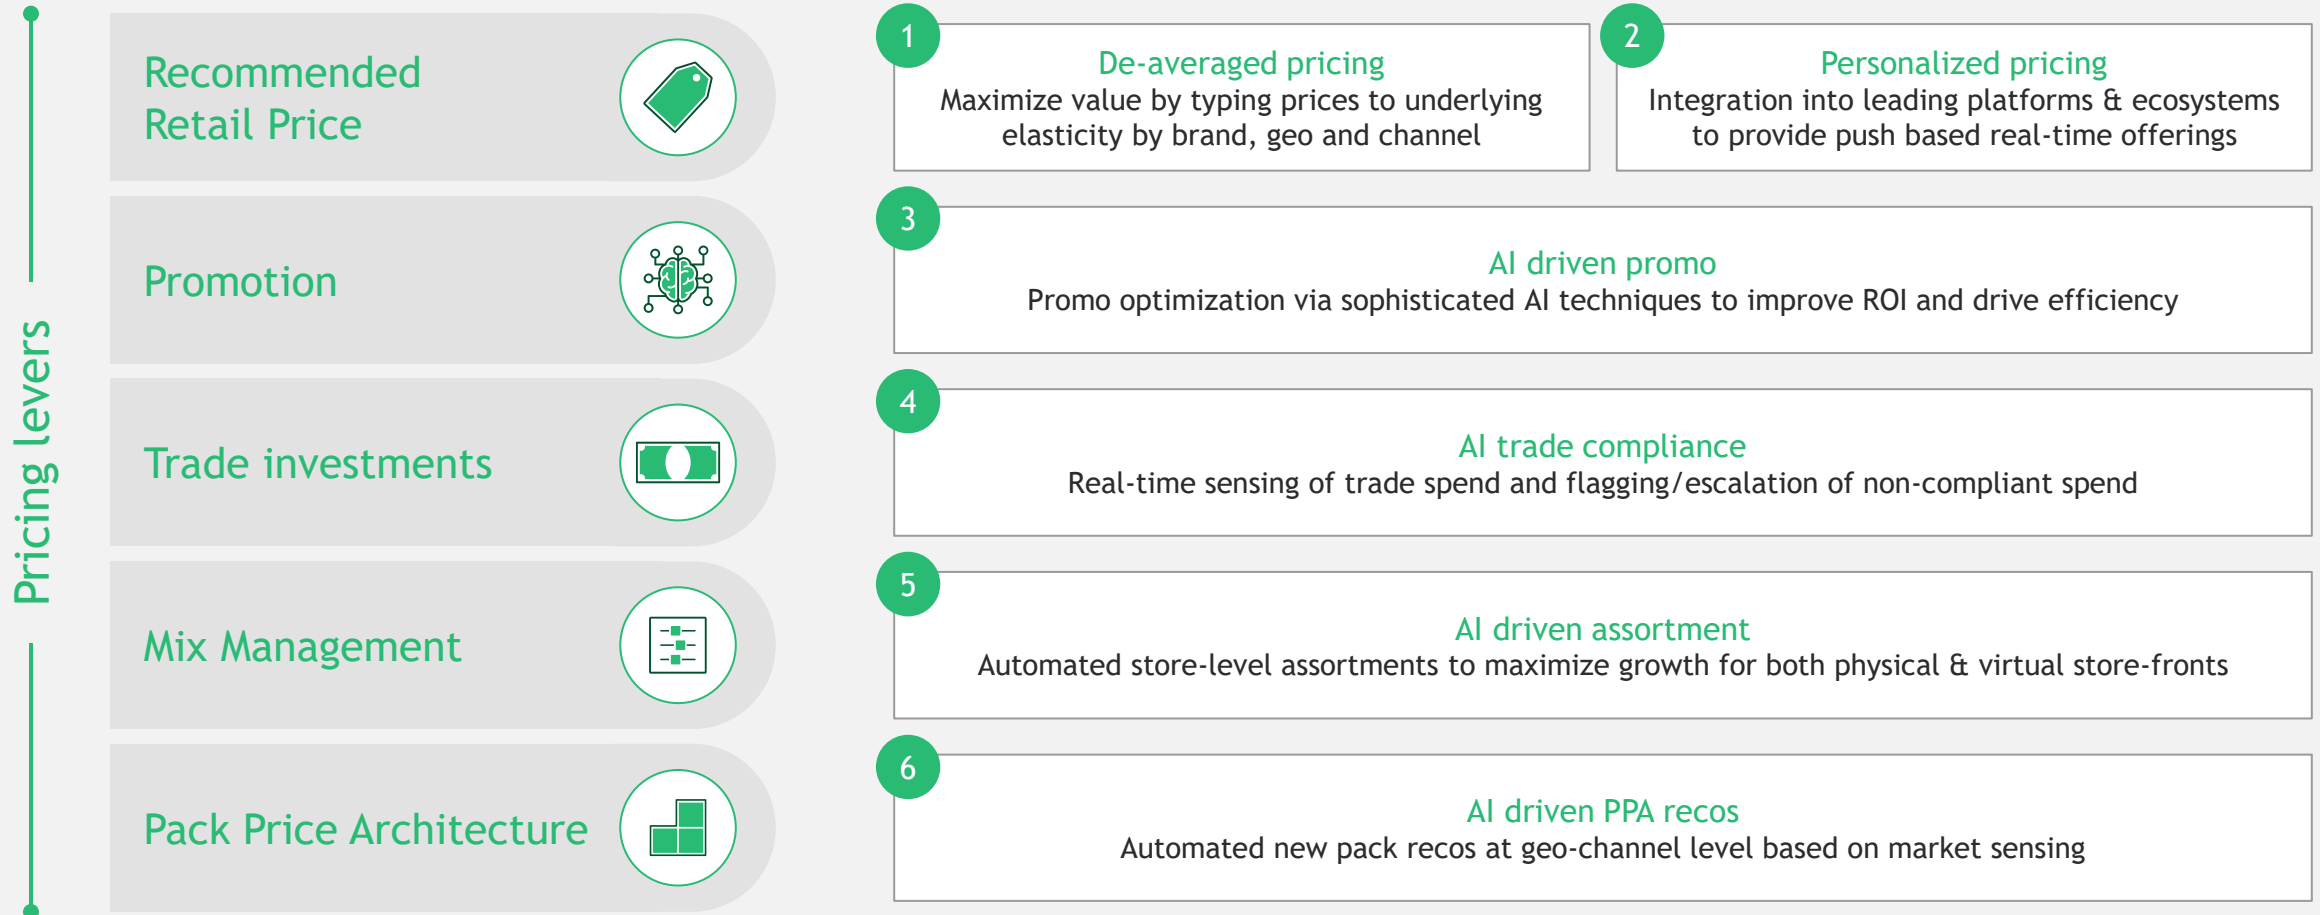 Pricing levers
Recommended
Retail Price
1
De-averaged pricing
Maximize value by typing prices to underlying
elasticity by brand, geo and channel
2
Personalized pricing
Integration into leading platforms & ecosystems
to provide push based real-time offerings
Promotion
3
AI driven promo
Promo optimization via sophisticated AI techniques to improve ROI and drive efficiency
Trade investments
4
AI trade compliance
Real-time sensing of trade spend and flagging/escalation of non-compliant spend
Mix Management
5
AI driven assortment
Automated store-level assortments to maximize growth for both physical & virtual store-fronts
Pack Price Architecture
6
AI driven PPA recos
Automated new pack recos at geo-channel level based on market sensing